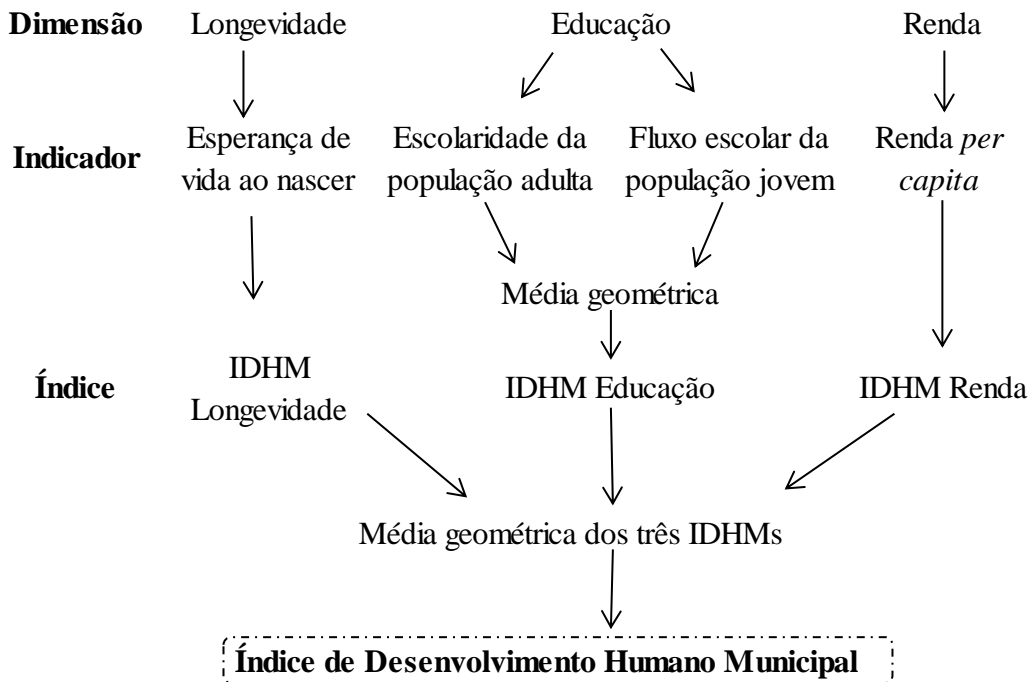 Dimensão Longevidade Educação Renda
Indicador
Esperança de
vida ao nascer
Escolaridade da
população adulta
Fluxo escolar da
população jovem
Renda per
capita
Média geométrica
Índice
IDHM
Longevidade
IDHM Educação
IDHM Renda
Média geométrica dos três IDHMs
Índice de Desenvolvimento Humano Municipal